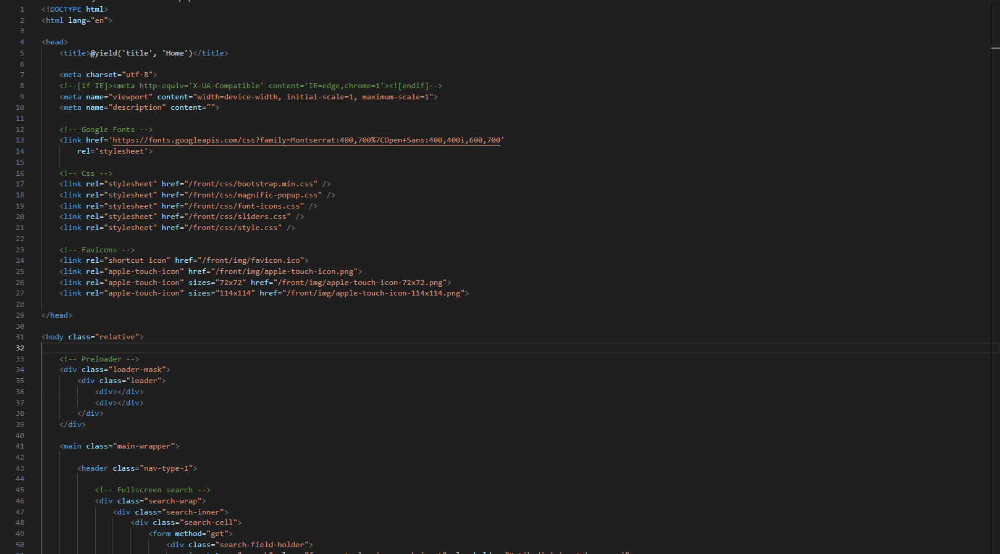 1 <!DOCTYPE html>
2 <html lang="en">
3
4 <head>
5 <title>@yield('title', 'Home')</title>
6
7 <meta charset="utf-8">
8 <!--[if IE]><meta http-equiv='X-UA-Compatible' content='IE=edge,chrome=1'><![endif]-->
9 <meta name="viewport" content="width=device-width, initial-scale=1, maximum-scale=1">
10 <meta name="description" content="">
11
12 <!-- Google Fonts -->
13 <link href='https://fonts.googleapis.com/css?family=Montserrat:400,700%7COpen+Sans:400,400i,600,700'
14 rel='stylesheet'>
15
16 <!-- Css -->
17 <link rel="stylesheet" href="/front/css/bootstrap.min.css" />
18 <link rel="stylesheet" href="/front/css/magnific-popup.css" />
19 <link rel="stylesheet" href="/front/css/font-icons.css" />
20 <link rel="stylesheet" href="/front/css/sliders.css" />
21 <link rel="stylesheet" href="/front/css/style.css" />
22
23 <!-- Favicons -->
24 <link rel="shortcut icon" href="/front/img/favicon.ico">
25 <link rel="apple-touch-icon" href="/front/img/apple-touch-icon.png">
26 <link rel="apple-touch-icon" sizes="72x72" href="/front/img/apple-touch-icon-72x72.png">
27 <link rel="apple-touch-icon" sizes="114x114" href="/front/img/apple-touch-icon-114x114.png">
28
29 </head>
30
31 <body class="relative">
32
33 <!-- Preloader -->
34 <div class="loader-mask">
35 <div class="loader">
36 <div></div>
37 <div></div>
38 </div>
39 </div>
40
41 <main class="main-wrapper">
42
43 <header class="nav-type-1">
44
45 <!-- Fullscreen search -->
46 <div class="search-wrap">
47 <div class="search-inner">
48 <div class="search-cell">
49 <form method="get">
50 <div class="search-field-holder">